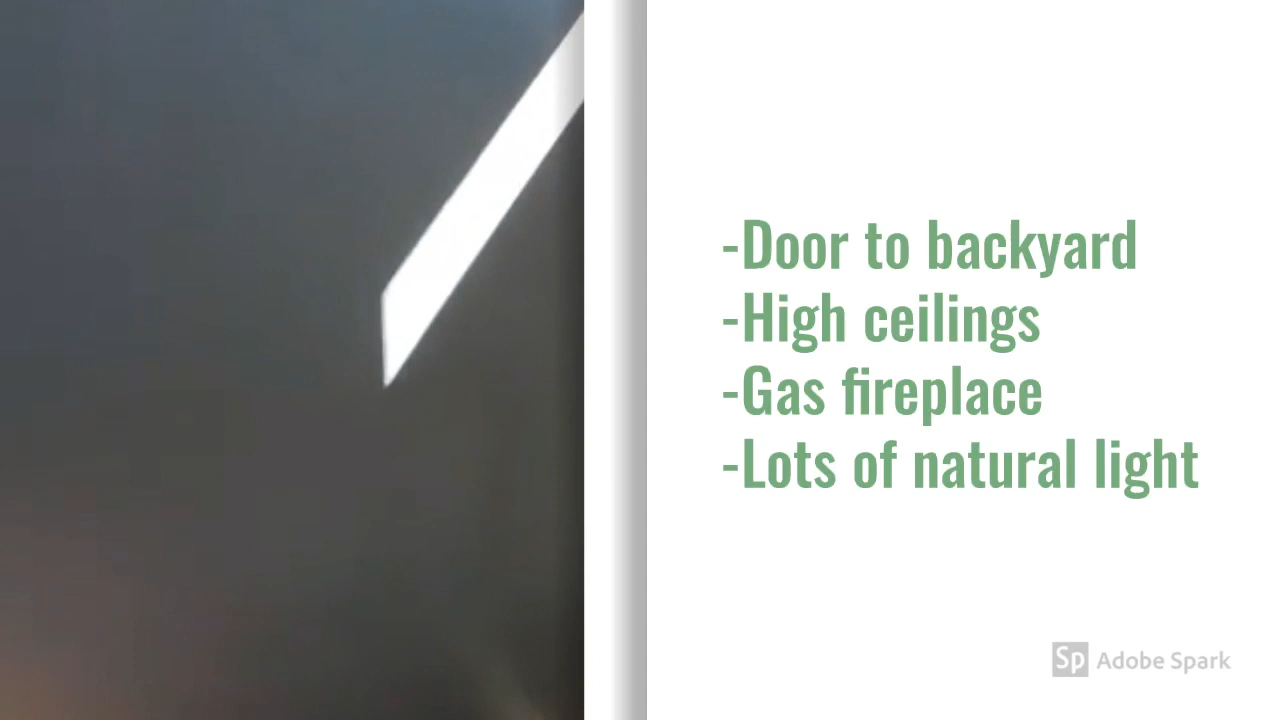 -Door to backyard
-High ceilings
-Gas fireplace
-Lots of natural light
Sp Adobe Spark